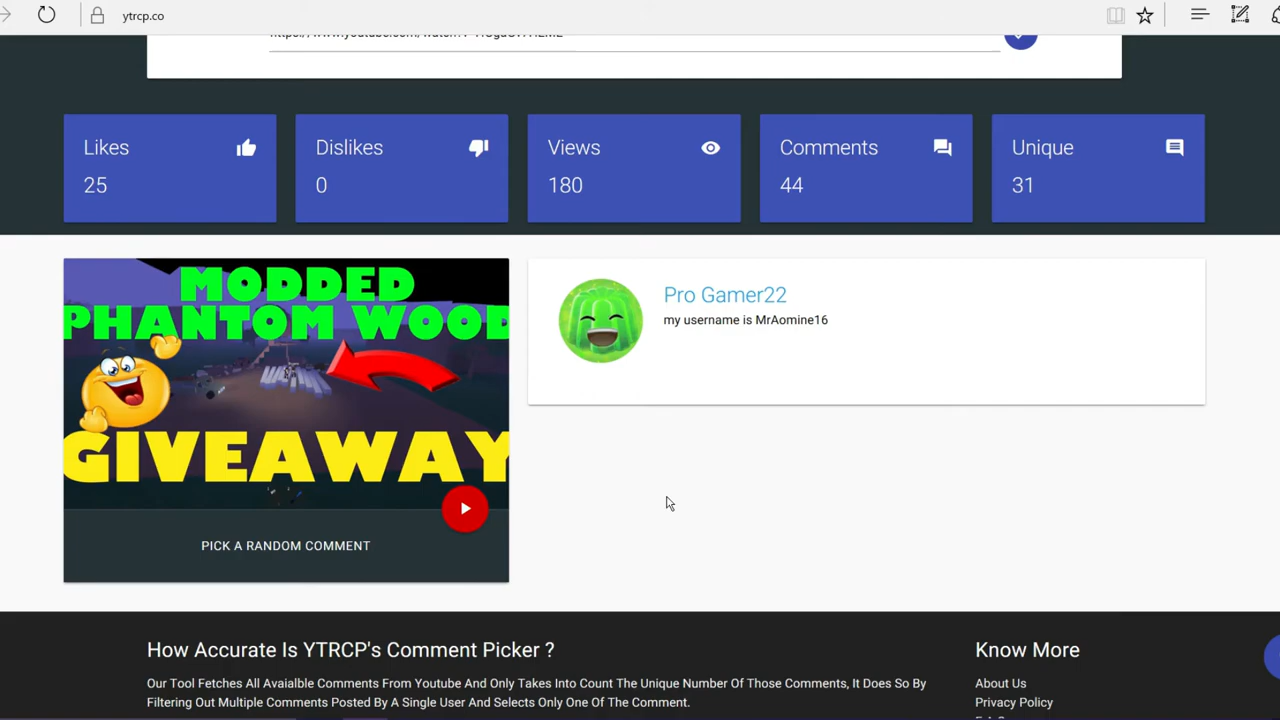 ytrcp.co
Likes
25
Dislikes
0
Views
180
Comments
44
Unique
31
MODDED
PHANTOM WOOD
GIVEAWAY
PICK A RANDOM COMMENT
Pro Gamer22
my username is MrAomine16
How Accurate Is YTRCP's Comment Picker ?
Our Tool Fetches All Avaialble Comments From Youtube And Only Takes Into Count The Unique Number Of Those Comments, It Does So By
Filtering Out Multiple Comments Posted By A Single User And Selects Only One Of The Comment.
Know More
About Us
Privacy Policy